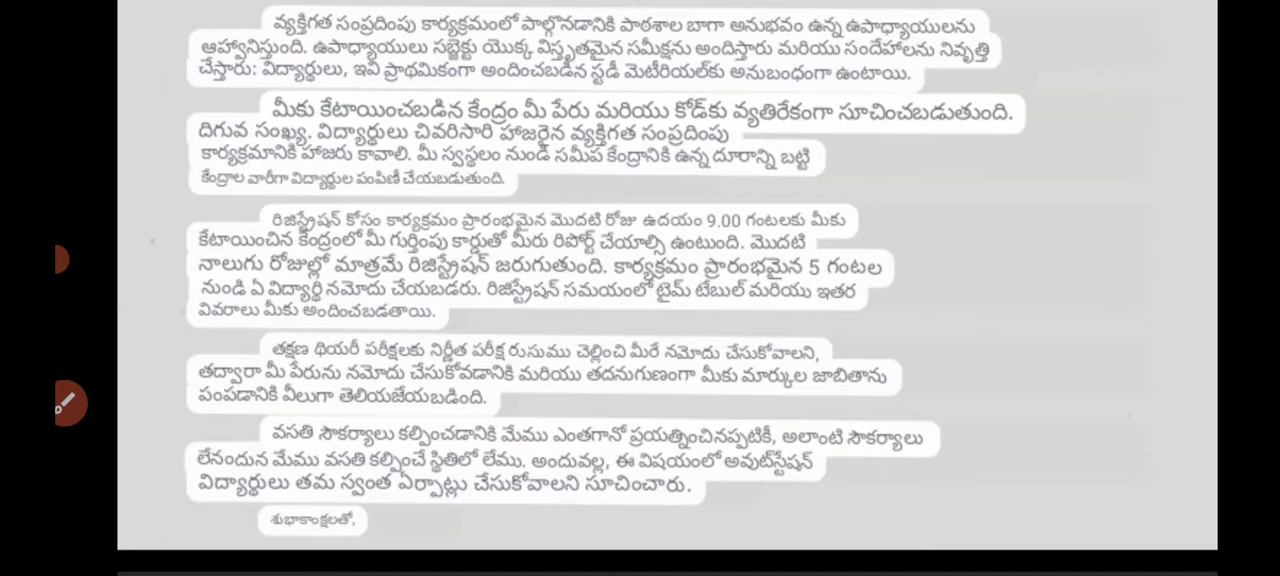 వ్యక్తిగత సంప్రదింపు కార్యక్రమంలో పాల్గొనడానికి పాఠశాల బాగా అనుభవం ఉన్న ఉపాధ్యాయులను
ఆహ్వానిస్తుంది. ఉపాధ్యాయులు సబ్జెక్టు యొక్క విస్తృతమైన సమీక్షను అందిస్తారు మరియు సందేహాలను నివృత్తి
చేస్తారు: విద్యార్థులు, ఇవి ప్రాథమికంగా అందించబడిన స్టడీ మెటీరియల్‌కు అనుబంధంగా ఉంటాయి.
మీకు కేటాయించబడిన కేంద్రం మీ పేరు మరియు కోడ్‌కు వ్యతిరేకంగా సూచించబడుతుంది.
దిగువ సంఖ్య. విద్యార్థులు చివరిసారి హాజరైన వ్యక్తిగత సంప్రదింపు
కార్యక్రమానికి హాజరు కావాలి. మీ స్వస్థలం నుండి సమీప కేంద్రానికి ఉన్న దూరాన్ని బట్టి
కేంద్రాల వారీగా విద్యార్థుల పంపిణీ చేయబడుతుంది.
రిజిస్ట్రేషన్ కోసం కార్యక్రమం ప్రారంభమైన మొదటి రోజు ఉదయం 9.00 గంటలకు మీకు
కేటాయించిన కేంద్రంలో మీ గుర్తింపు కార్డుతో మీరు రిపోర్ట్ చేయాల్సి ఉంటుంది. మొదటి
నాలుగు రోజుల్లో మాత్రమే రిజిస్ట్రేషన్ జరుగుతుంది. కార్యక్రమం ప్రారంభమైన 5 గంటల
నుండి ఏ విద్యార్థి నమోదు చేయబడరు. రిజిస్ట్రేషన్ సమయంలో టైమ్ టేబుల్ మరియు ఇతర
వివరాలు మీకు అందించబడతాయి.
తక్షణ థియరీ పరీక్షలకు నిర్ణీత పరీక్ష రుసుము చెల్లించి మీరే నమోదు చేసుకోవాలని,
తద్వారా మీ పేరును నమోదు చేసుకోవడానికి మరియు తదనుగుణంగా మీకు మార్కుల జాబితాను
పంపడానికి వీలుగా తెలియజేయబడింది.
వసతి సౌకర్యాలు కల్పించడానికి మేము ఎంతగానో ప్రయత్నించినప్పటికీ, అలాంటి సౌకర్యాలు
లేనందున మేము వసతి కల్పించే స్థితిలో లేము. అందువల్ల, ఈ విషయంలో అవుట్‌స్టేషన్
విద్యార్థులు తమ స్వంత ఏర్పాట్లు చేసుకోవాలని సూచించారు.
శుభాకాంక్షలతో,